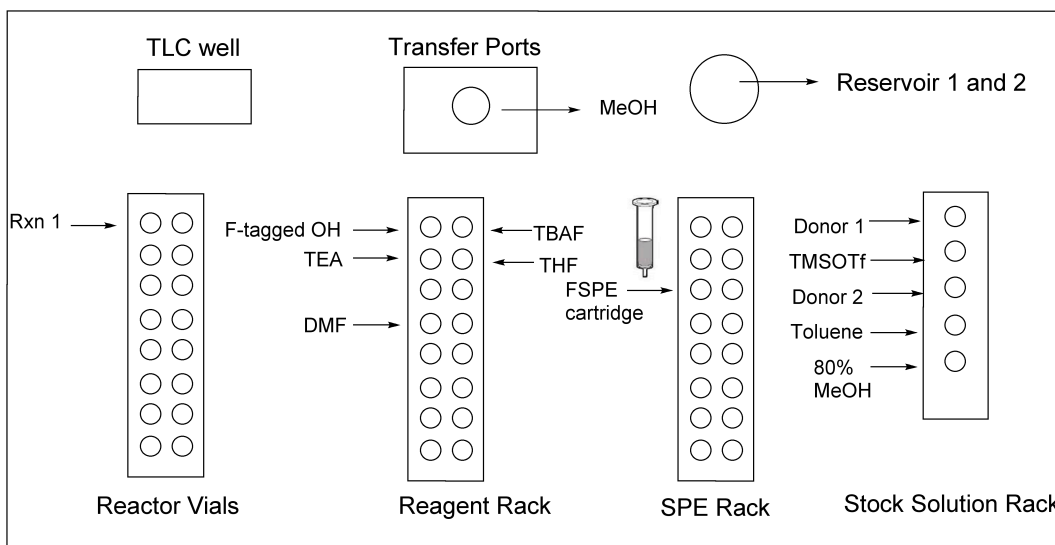 TLC well
Transfer Ports
MeOH
Reservoir 1 and 2
Rxn 1
F-tagged OH
TEA
DMF
TBAF
THF
FSPE
cartridge
Donor 1
TMSOTf
Donor 2
Toluene
80%
MeOH
Reactor Vials
Reagent Rack
SPE Rack
Stock Solution Rack